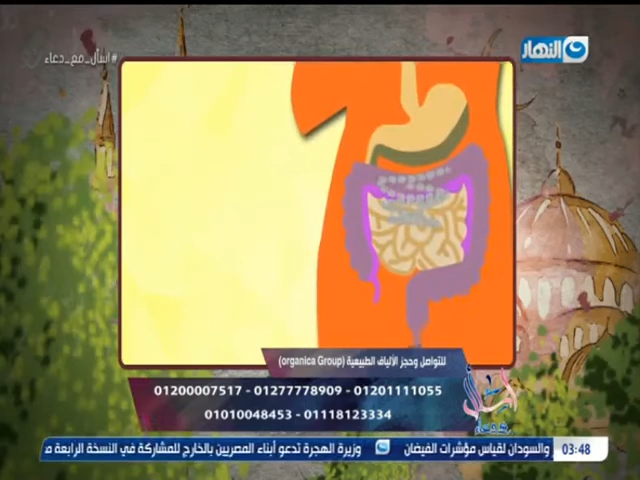 #اسأل_مع_دعاء
النهار
للتواصل وحجز الألياف الطبيعية (organica Group)
01200007517 - 01277778909 - 01201111055
01010048453 - 01118123334
والسودان لقياس مؤشرات الفيضان وزيرة الهجرة تدعو أبناء المصريين بالخارج للمشاركة في النسخة الرابعة م
03:48